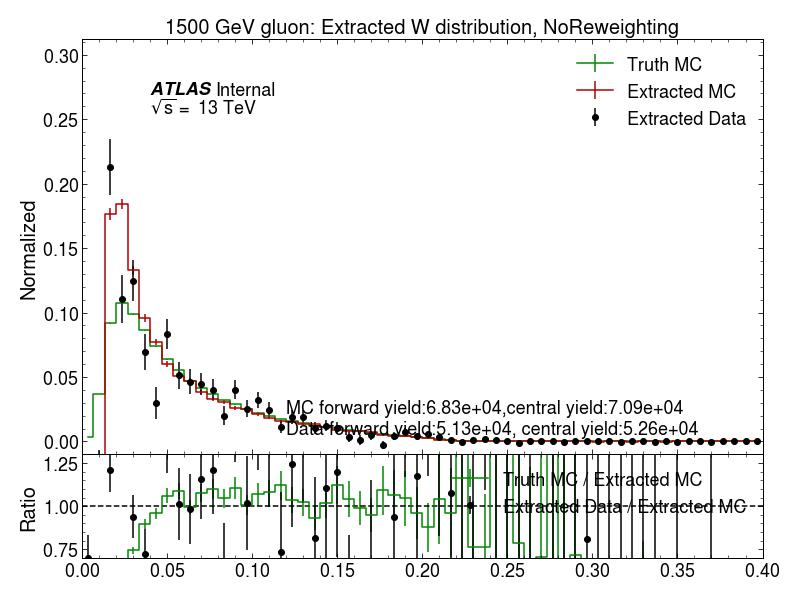 1500 GeV gluon: Extracted W distribution, NoReweighting
0.30
0.25
0.20
0.15
0.10
0.05
0.00
Normalized
ATLAS Internal
√s = 13 TeV
Truth MC
Extracted MC
Extracted Data
MC forward yield:6.83e+04,central yield:7.09e+04
Data forward yield:5.13e+04, central yield:5.26e+04
1.25
1.00
0.75
Ratio
Truth MC / Extracted MC
Extracted Data / Extracted MC
0.00 0.05 0.10 0.15 0.20 0.25 0.30 0.35 0.40